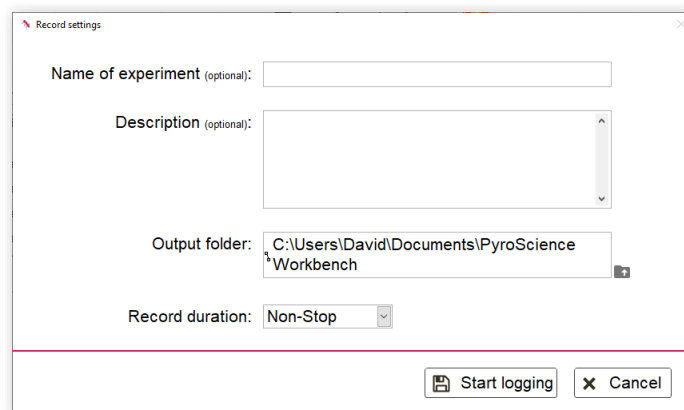 Record settings
Name of experiment (optional):
Description (optional):
Output folder:
C:\Users\David\Documents\PyroScience
Workbench
Record duration:
Non-Stop
Start logging
Cancel